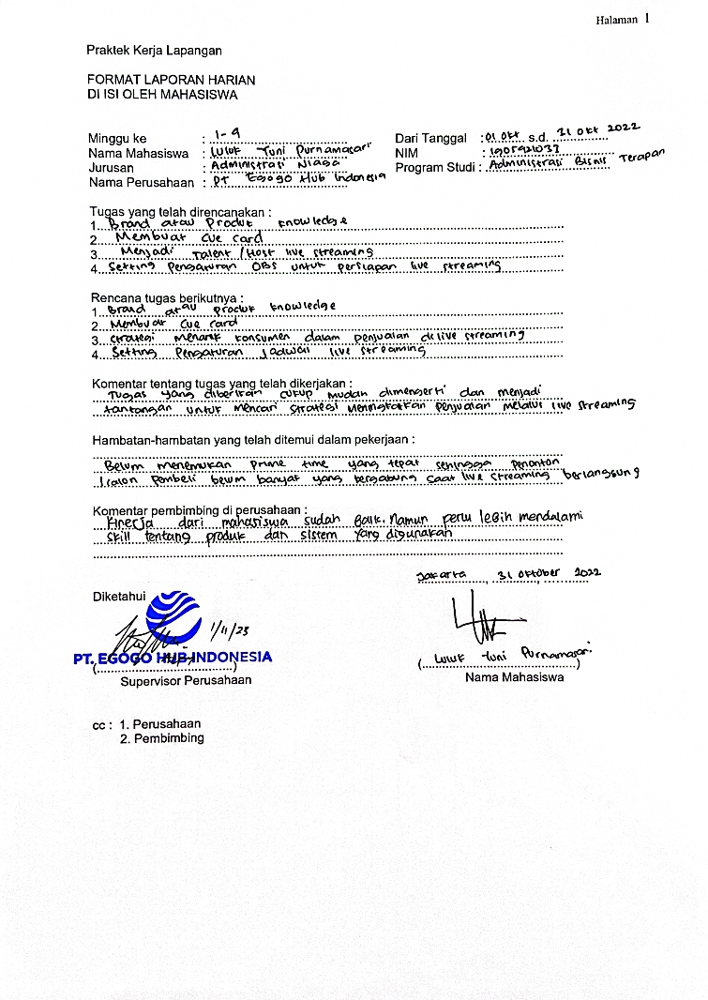 Halaman 1
Praktek Kerja Lapangan
FORMAT LAPORAN HARIAN
DI ISI OLEH MAHASISWA
Minggu ke : 1-4 Dari Tanggal : 01 Okt s.d. 31 Okt 2022
Nama Mahasiswa : Luluk Yuni Purnamasari NIM : 1905421033
Jurusan : Administrasi Niaga Program Studi : Administrasi Bisnis Terapan
Nama Perusahaan : PT Egogo Hub Indonesia
Tugas yang telah direncanakan :
1. Brand atau Produk knowledge
2. Membuat Cue Card
3. Menjadi Talent / Host live streaming
4. Setting Pengaturan OBS untuk persiapan live streaming
Rencana tugas berikutnya :
1. Brand atau produk knowledge
2. Membuat Cue Card
3. Strategi menarik konsumen dalam penjualan di live streaming
4. Setting Pengaturan jadwal live streaming
Komentar tentang tugas yang telah dikerjakan :
Tugas yang diberikan cukup mudah dimengerti dan menjadi
tantangan untuk mencari strategi meningkatkan penjualan melalui live streaming
Hambatan-hambatan yang telah ditemui dalam pekerjaan :
Belum menemukan prime time yang tepat sehingga penonton
/ calon pembeli belum banyak yang bergabung saat live streaming berlangsung
Komentar pembimbing di perusahaan :
Kinerja dari mahasiswa sudah Baik. Namun perlu lebih mendalami
skill tentang produk dan sistem yang digunakan
Jakarta, 31 Oktober 2022
Diketahui
1/11/23
PT. EGOGO HUB INDONESIA
(Luluk Yuni Purnamasari)
Supervisor Perusahaan Nama Mahasiswa
cc : 1. Perusahaan
2. Pembimbing